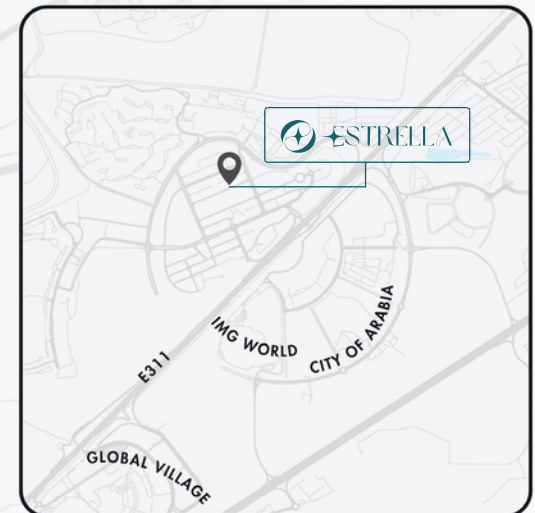 ESTRELLA
IMG WORLD
CITY OF ARABIA
E311
GLOBAL VILLAGE